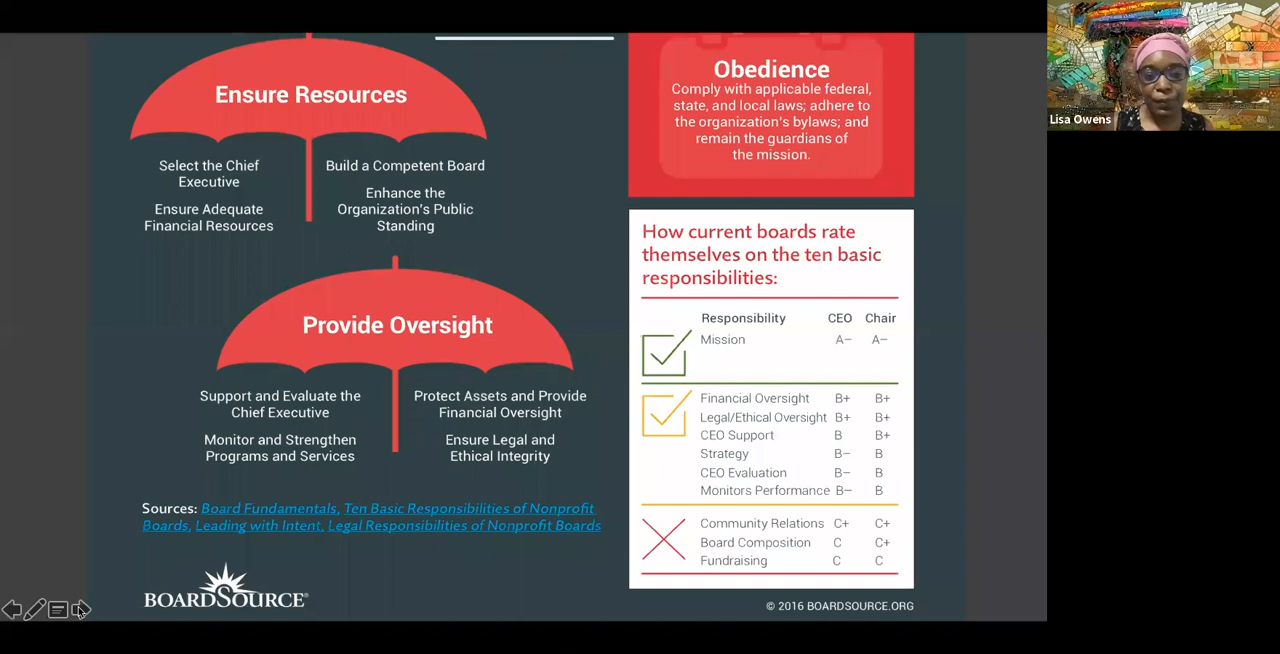 Ensure Resources
Select the Chief
Executive
Ensure Adequate
Financial Resources
Build a Competent Board
Enhance the
Organization's Public
Standing
Provide Oversight
Support and Evaluate the
Chief Executive
Monitor and Strengthen
Programs and Services
Protect Assets and Provide
Financial Oversight
Ensure Legal and
Ethical Integrity
Sources: Board Fundamentals, Ten Basic Responsibilities of Nonprofit
Boards, Leading with Intent, Legal Responsibilities of Nonprofit Boards
BOARDSOURCE®
Obedience
Comply with applicable federal,
state, and local laws; adhere to
the organization's bylaws; and
remain the guardians of
the mission.
How current boards rate
themselves on the ten basic
responsibilities:
Responsibility CEO Chair
Mission A− A−
Financial Oversight B+ B+
Legal/Ethical Oversight B+ B+
CEO Support B B+
Strategy B− B
CEO Evaluation B− B
Monitors Performance B− B
Community Relations C+ C+
Board Composition C C+
Fundraising C C
© 2016 BOARDSOURCE.ORG
Lisa Owens